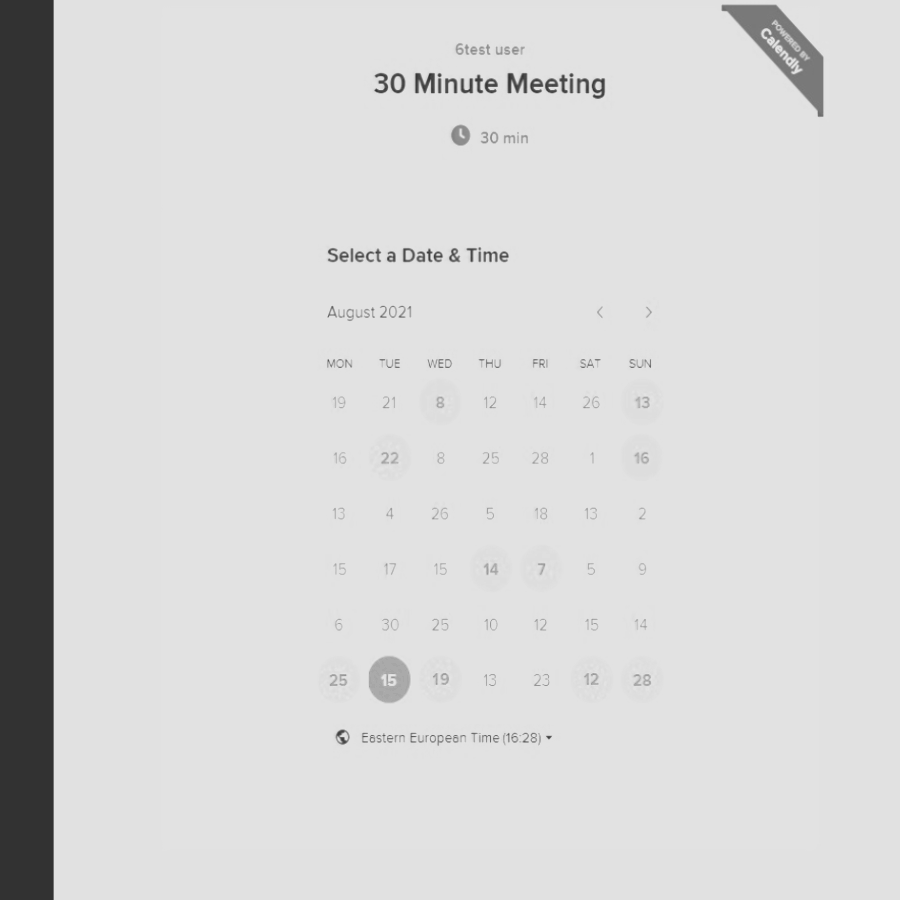 POWERED BY
Calendly
6test user
30 Minute Meeting
30 min
Select a Date & Time
August 2021
MON TUE WED THU FRI SAT SUN
19 21 8 12 14 26 13
16 22 8 25 28 1 16
13 4 26 5 18 13 2
15 17 15 14 7 5 9
6 30 25 10 12 15 14
25 15 19 13 23 12 28
Eastern European Time (16:28)